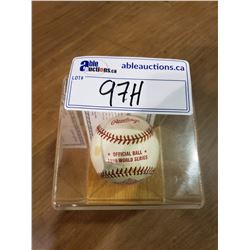 able
auctions.ca
ableauctions.ca
LOT#
97H
Rawlings
OFFICIAL BALL
WORLD SERIES